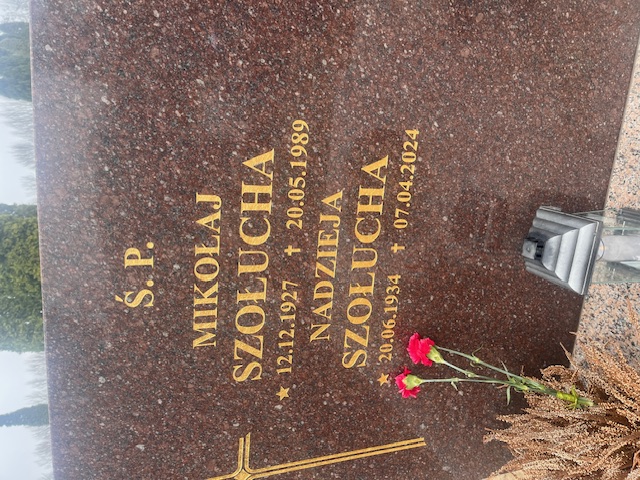 Ś.P.
MIKOŁAJ
SZOŁUCHA
★ 12.12.1927 ✝ 20.05.1989
NADZIEJA
SZOŁUCHA
★ 20.06.1934 ✝ 07.04.2024